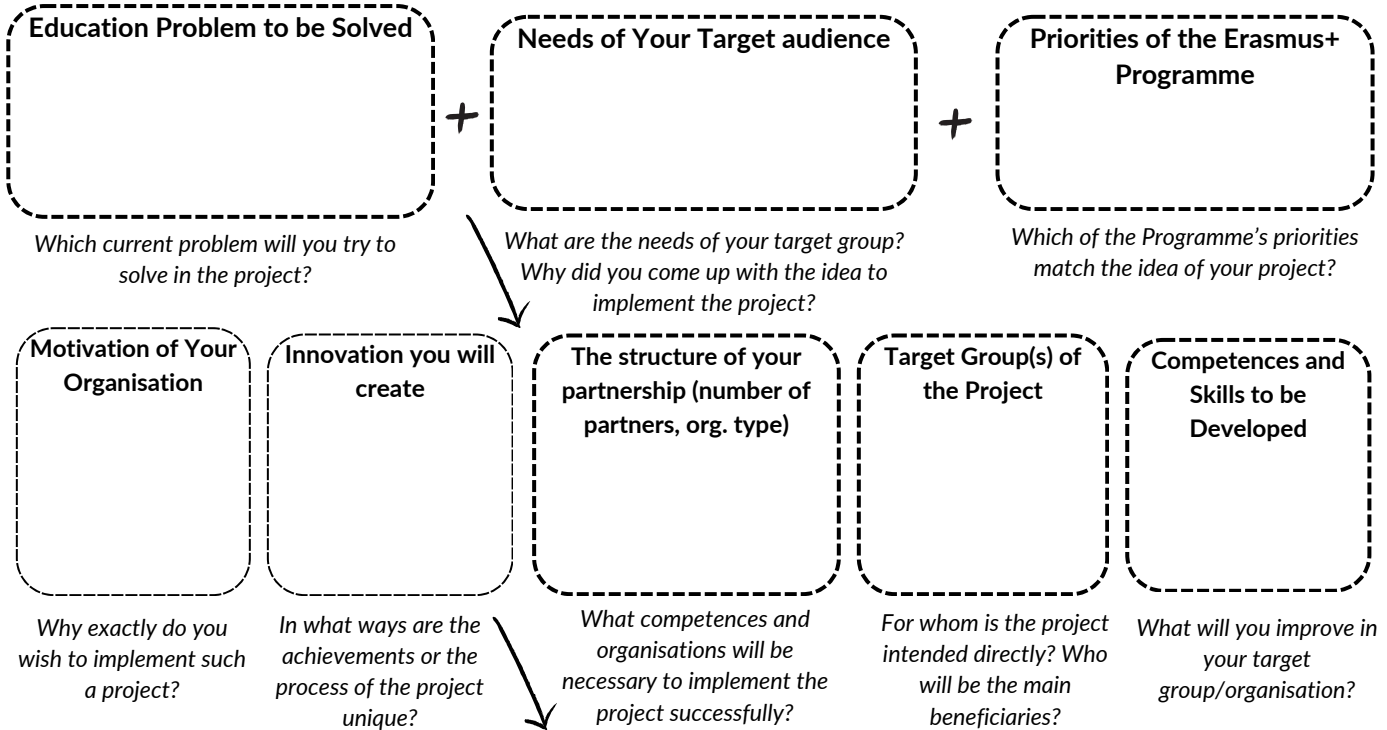 Education Problem to be Solved
Needs of Your Target audience
Priorities of the Erasmus+
Programme
+
+
Which current problem will you try to
solve in the project?
What are the needs of your target group?
Why did you come up with the idea to
implement the project?
Which of the Programme’s priorities
match the idea of your project?
Motivation of Your
Organisation
Innovation you will
create
The structure of your
partnership (number of
partners, org. type)
Target Group(s) of
the Project
Competences and
Skills to be
Developed
Why exactly do you
wish to implement such
a project?
In what ways are the
achievements or the
process of the project
unique?
What competences and
organisations will be
necessary to implement the
project successfully?
For whom is the project
intended directly? Who
will be the main
beneficiaries?
What will you improve in
your target
group/organisation?